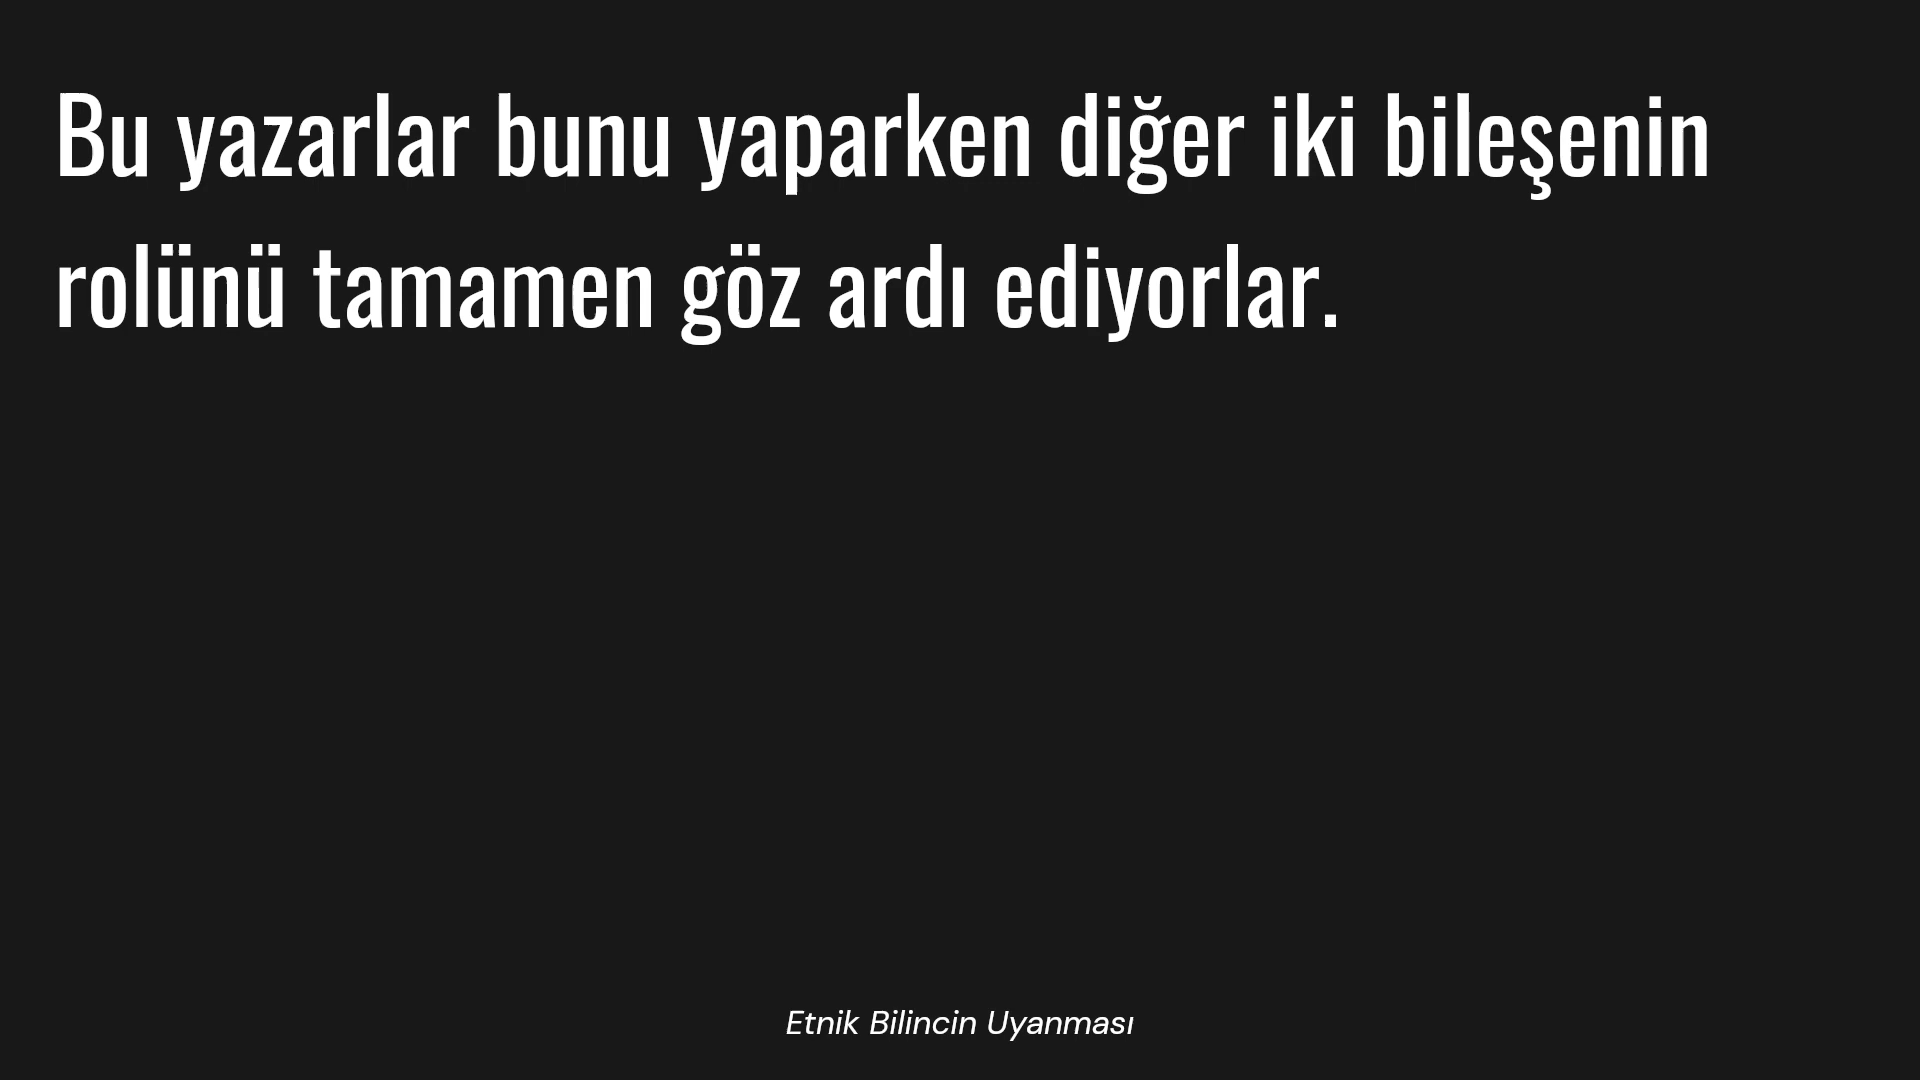 Bu yazarlar bunu yaparken diğer iki bileşenin
rolünü tamamen göz ardı ediyorlar.
Etnik Bilincin Uyanması